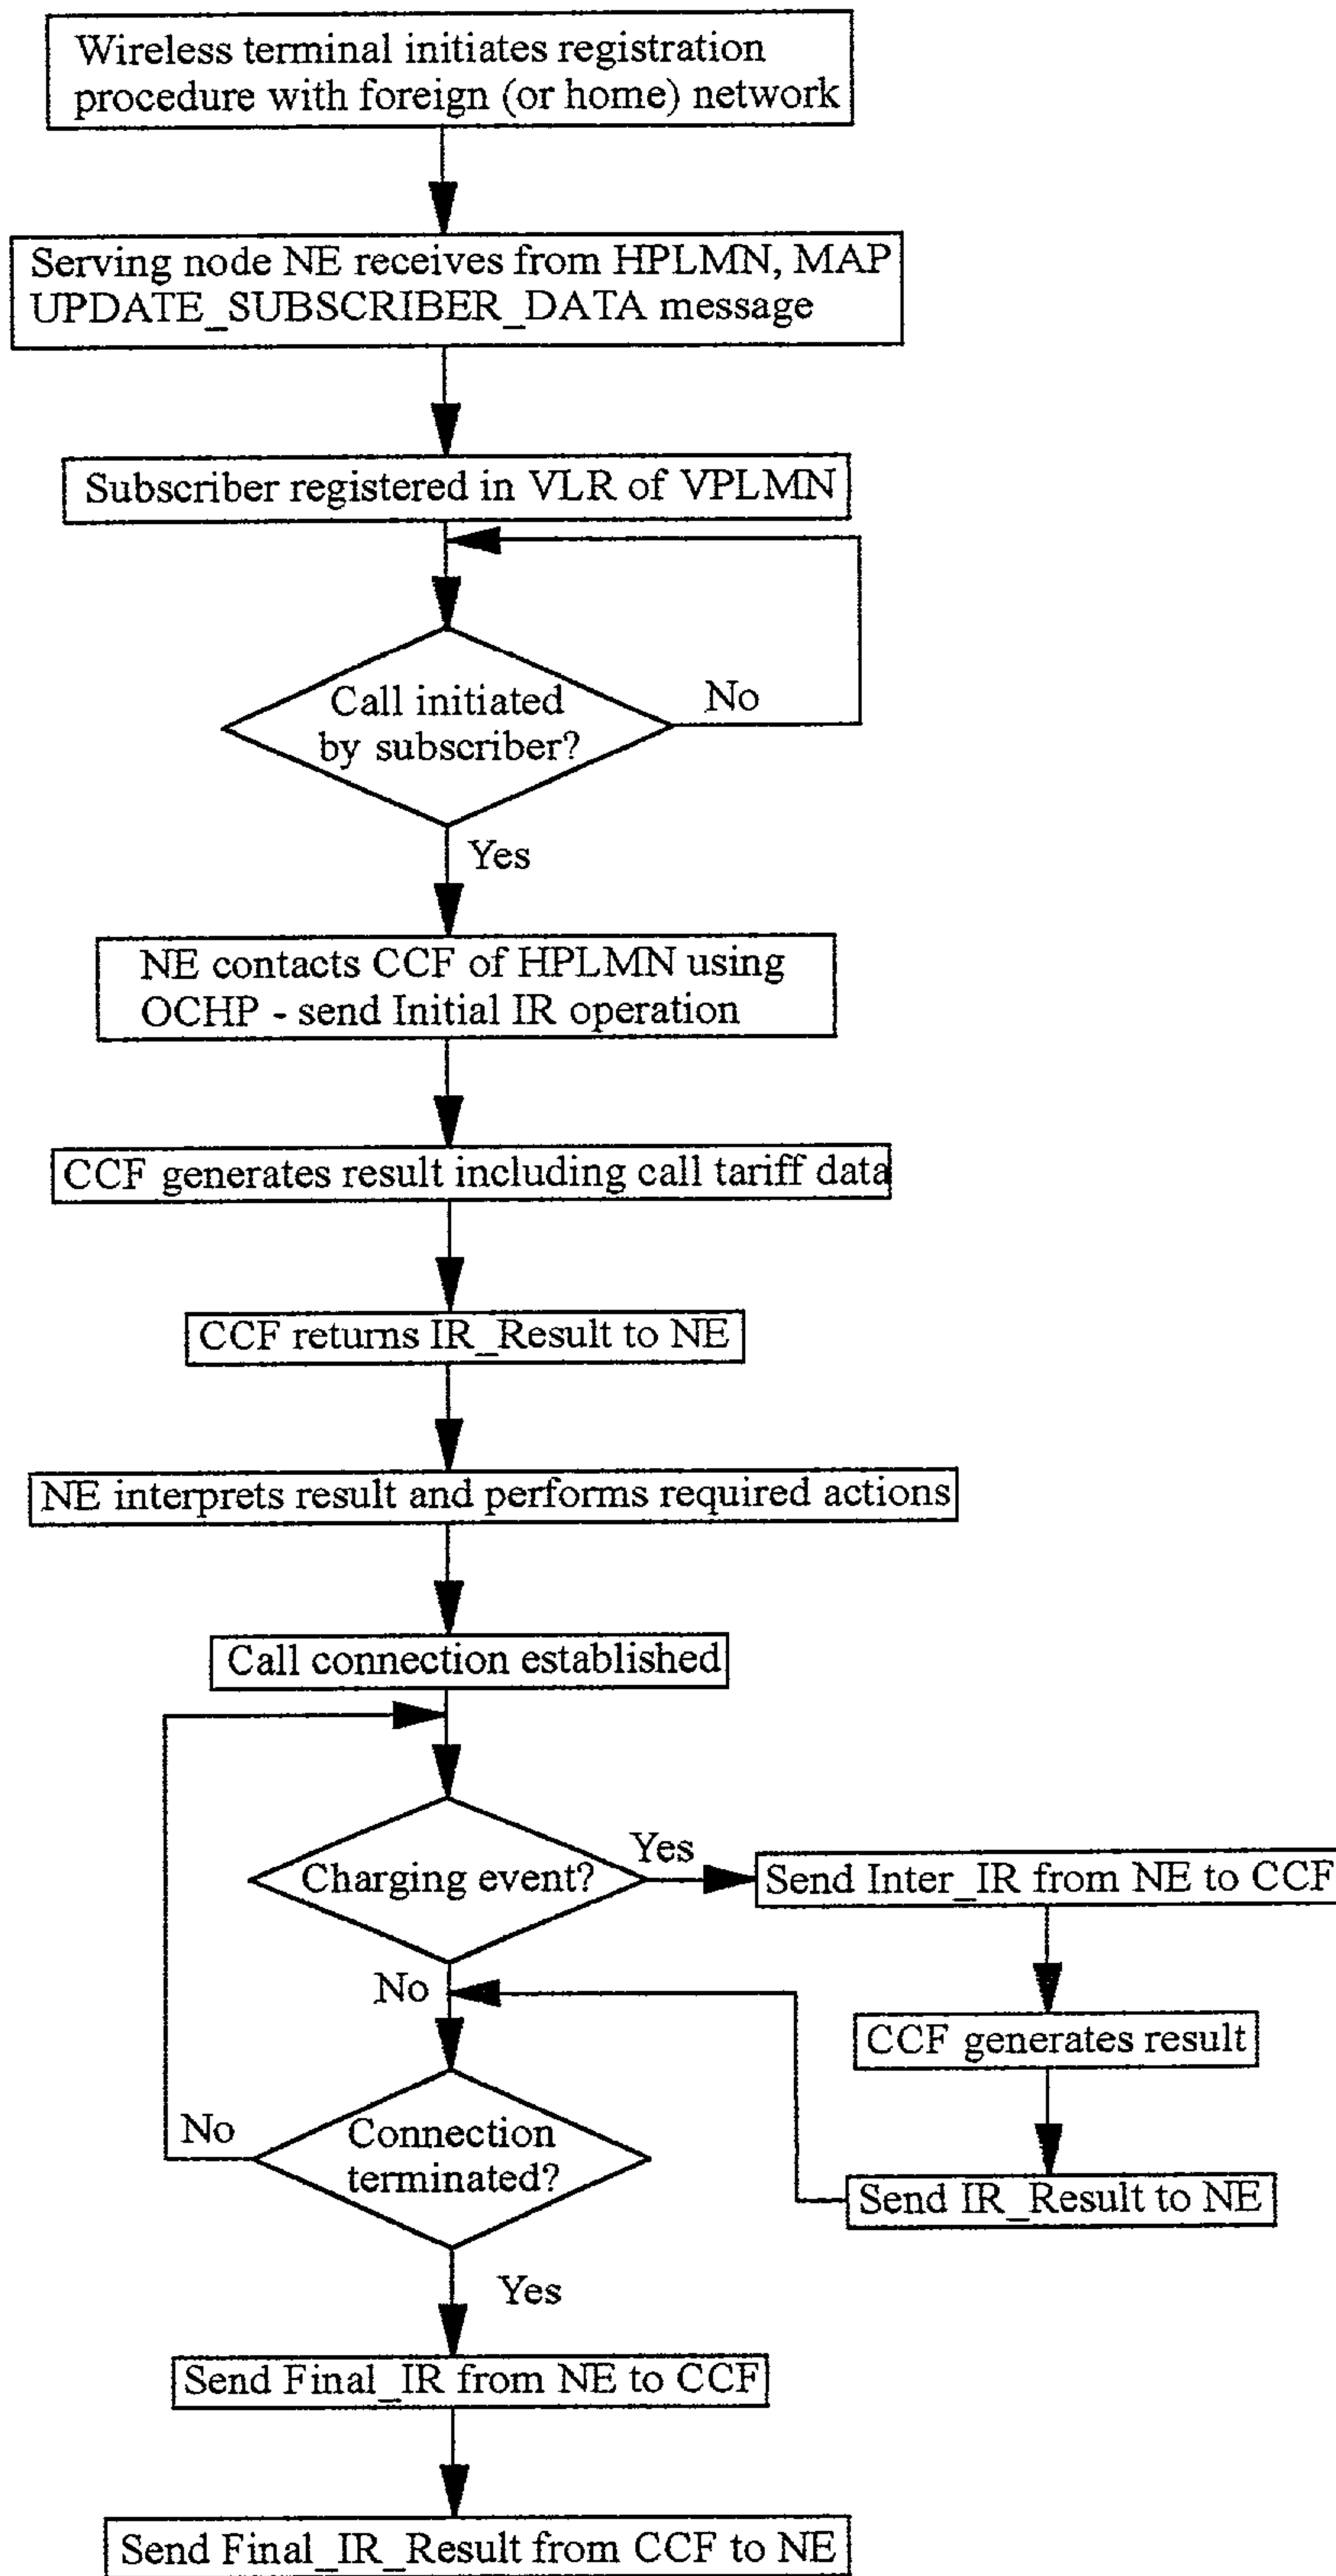 Wireless terminal initiates registration
procedure with foreign (or home) network
Serving node NE receives from HPLMN, MAP
UPDATE_SUBSCRIBER_DATA message
Subscriber registered in VLR of VPLMN
Call initiated
by subscriber?
No
Yes
NE contacts CCF of HPLMN using
OCHP - send Initial IR operation
CCF generates result including call tariff data
CCF returns IR_Result to NE
NE interprets result and performs required actions
Call connection established
Charging event?
Yes
Send Inter_IR from NE to CCF
No
CCF generates result
No
Connection
terminated?
Send IR_Result to NE
Yes
Send Final_IR from NE to CCF
Send Final_IR_Result from CCF to NE